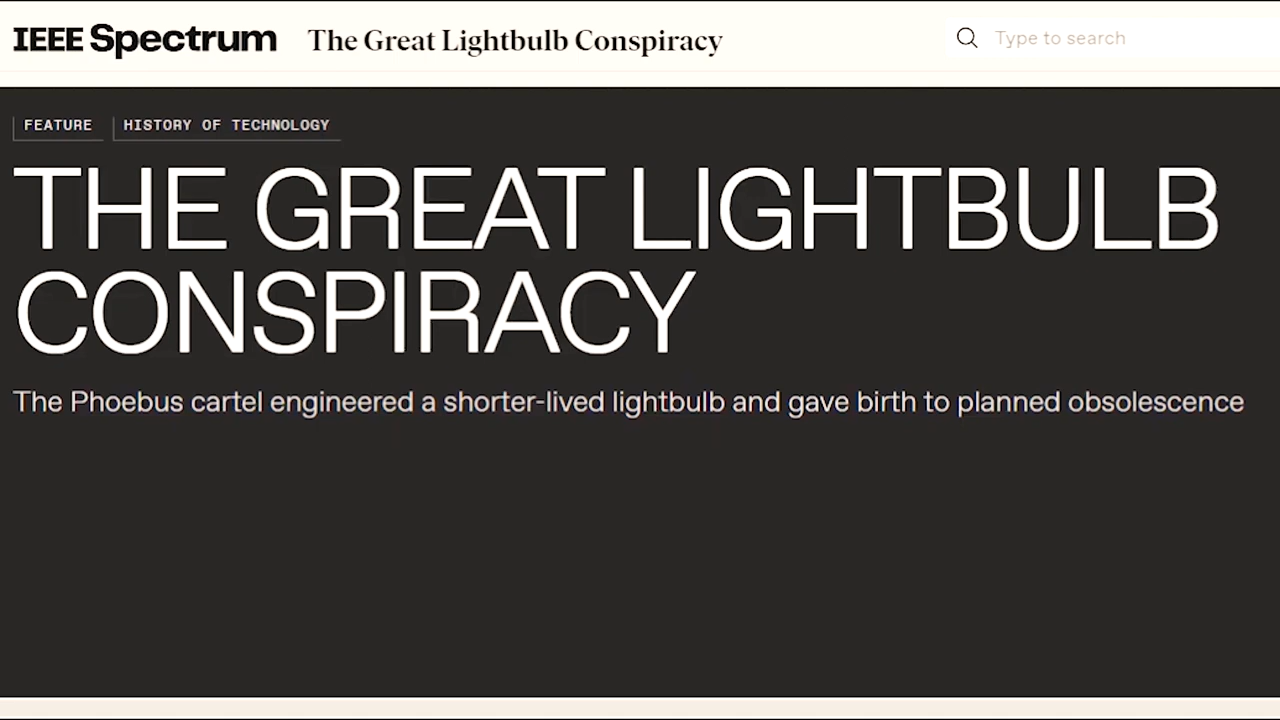 IEEE Spectrum The Great Lightbulb Conspiracy Type to search
FEATURE HISTORY OF TECHNOLOGY
THE GREAT LIGHTBULB
CONSPIRACY
The Phoebus cartel engineered a shorter-lived lightbulb and gave birth to planned obsolescence